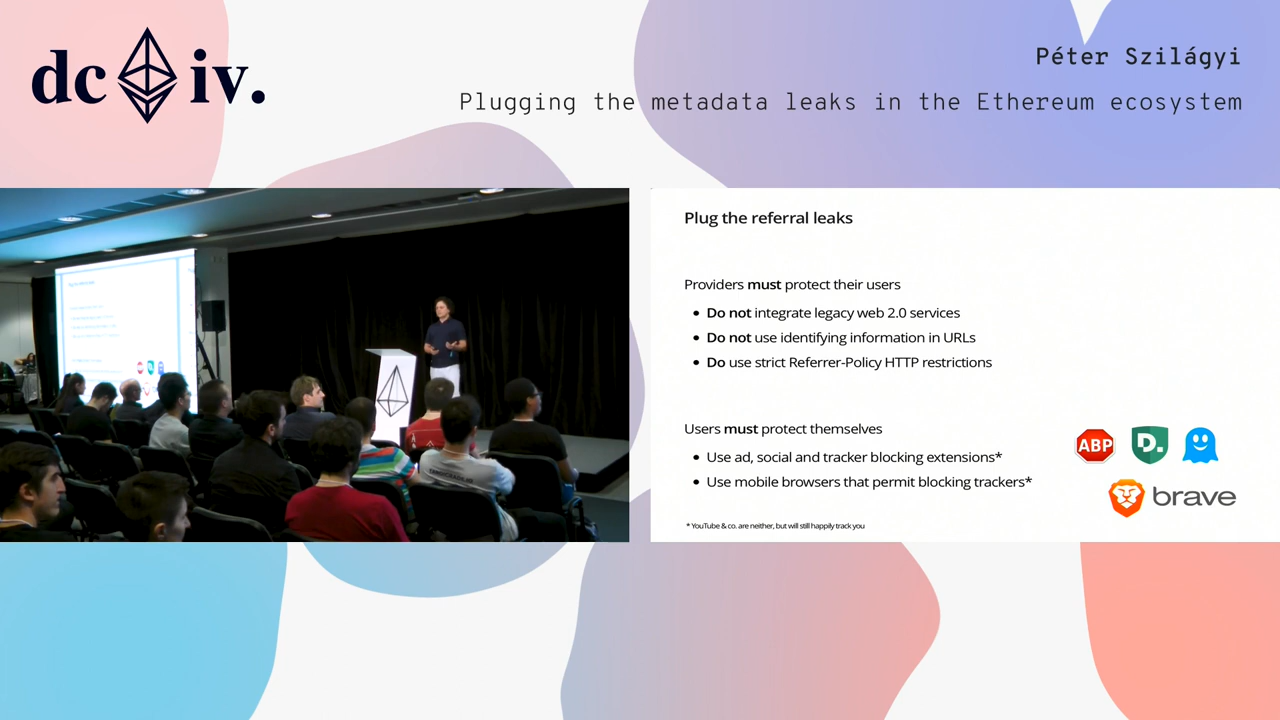 dc iv.
Péter Szilágyi
Plugging the metadata leaks in the Ethereum ecosystem
Plug the referral leaks
Providers must protect their users
• Do not integrate legacy web 2.0 services
• Do not use identifying information in URLs
• Do use strict Referrer-Policy HTTP restrictions
Users must protect themselves
• Use ad, social and tracker blocking extensions*
• Use mobile browsers that permit blocking trackers*
ABP
D.
brave
* YouTube & co. are neither, but will still happily track you